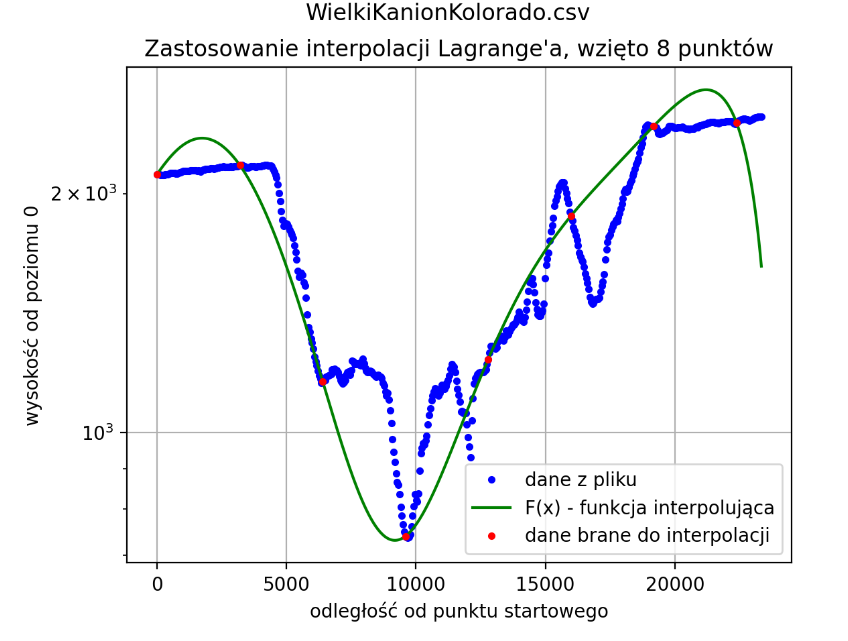 WielkiKanionKolorado.csv
Zastosowanie interpolacji Lagrange'a, wzięto 8 punktów
wysokość od poziomu 0
2 × 10³
10³
dane z pliku
F(x) - funkcja interpolująca
dane brane do interpolacji
0 5000 10000 15000 20000
odległość od punktu startowego